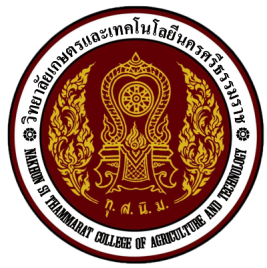 วิทยาลัยเกษตรและเทคโนโลยีนครศรีธรรมราช
กุ ส. นิ ม.
NAKHON SI THAMMARAT COLLEGE OF AGRICULTURE AND TECHNOLOGY